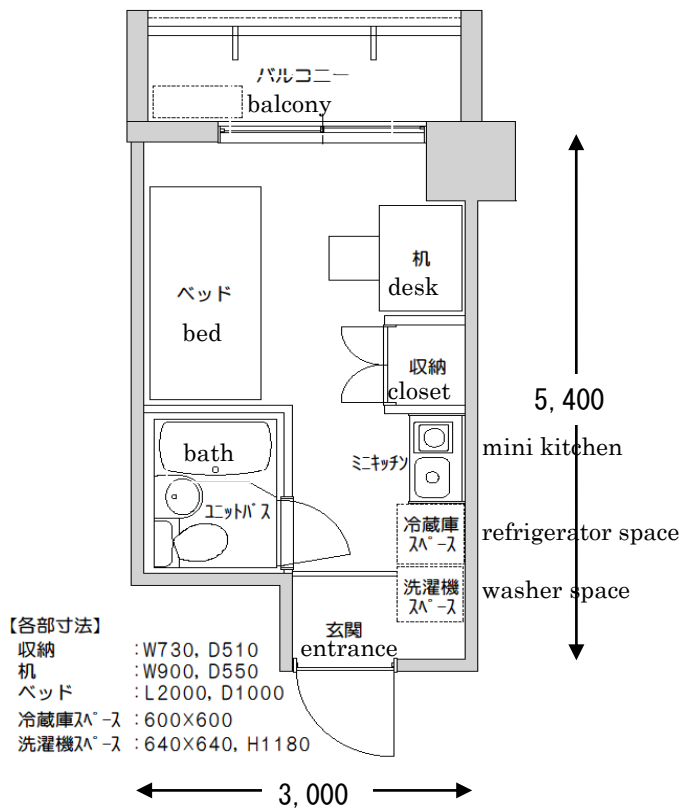 バルコニー
balcony
机
desk
ベッド
bed
収納
closet
5,400
bath
ミニキッチン
mini kitchen
ユニットバス
冷蔵庫
スペース
refrigerator space
洗濯機
スペース
washer space
玄関
entrance
【各部寸法】
収納 :W730, D510
机 :W900, D550
ベッド :L2000, D1000
冷蔵庫スペース :600×600
洗濯機スペース :640×640, H1180
3,000